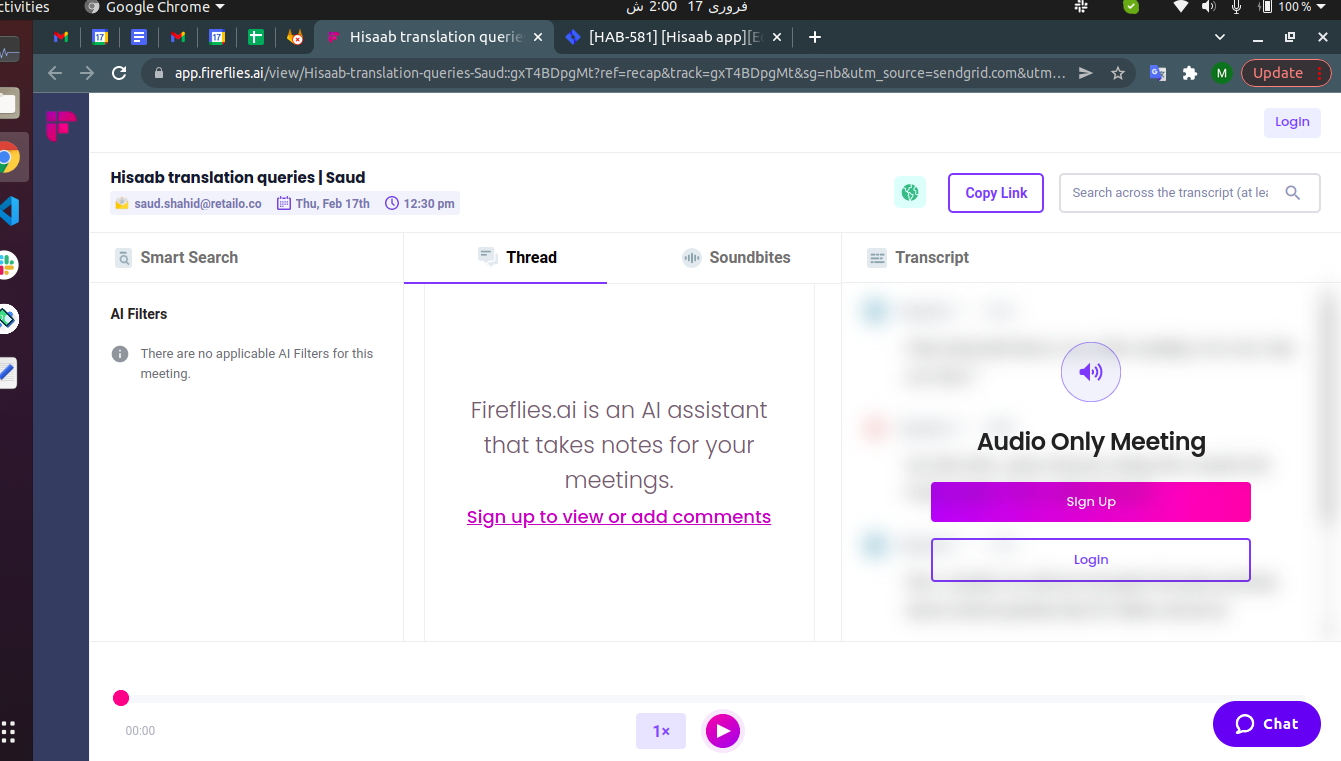 ctivities
Google Chrome
فروری 17 2:00 ش
100 %
Hisaab translation querie
[HAB-581] [Hisaab app][E
app.fireflies.ai/view/Hisaab-translation-queries-Saud::gxT4BDpgMt?ref=recap&track=gxT4BDpgMt&sg=nb&utm_source=sendgrid.com&utm...
M
Update
Login
Hisaab translation queries | Saud
saud.shahid@retailo.co
Thu, Feb 17th
12:30 pm
Copy Link
Search across the transcript (at lea
Smart Search
Thread
Soundbites
Transcript
AI Filters
There are no applicable AI Filters for this
meeting.
Fireflies.ai is an AI assistant
that takes notes for your
meetings.
Sign up to view or add comments
Audio Only Meeting
Sign Up
Login
00:00
1×
Chat